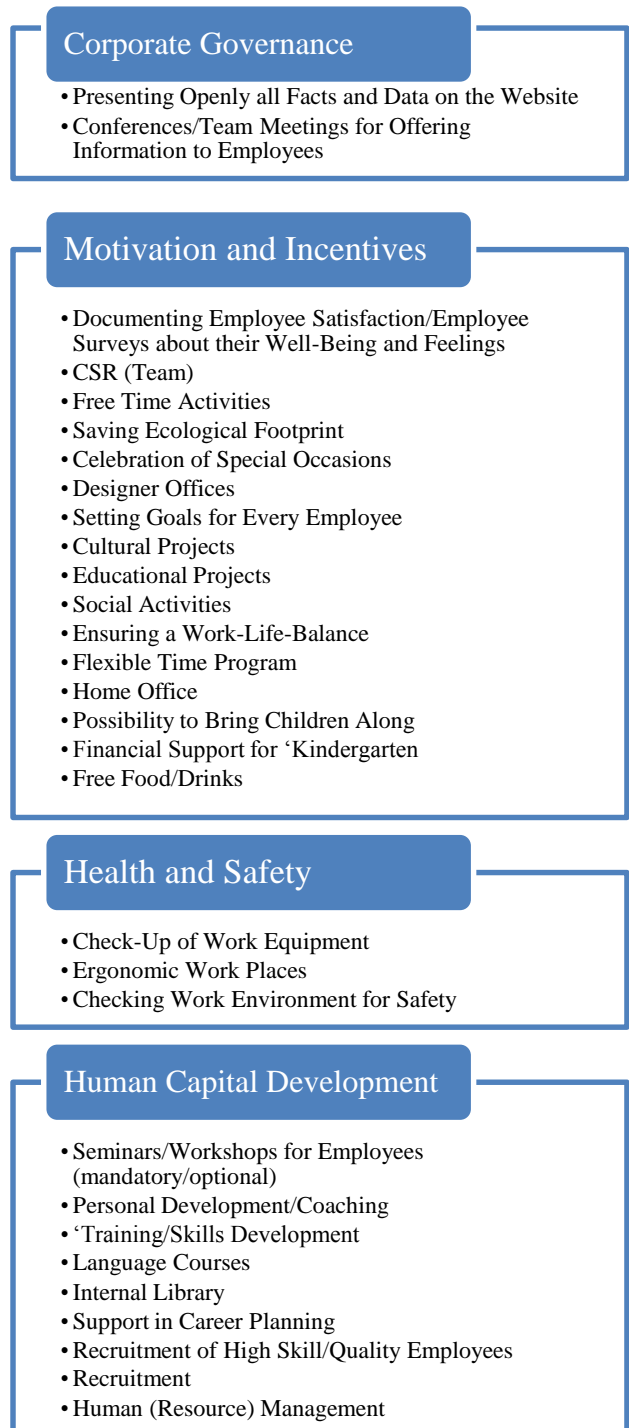 Corporate Governance
• Presenting Openly all Facts and Data on the Website
• Conferences/Team Meetings for Offering
Information to Employees
Motivation and Incentives
• Documenting Employee Satisfaction/Employee
Surveys about their Well-Being and Feelings
• CSR (Team)
• Free Time Activities
• Saving Ecological Footprint
• Celebration of Special Occasions
• Designer Offices
• Setting Goals for Every Employee
• Cultural Projects
• Educational Projects
• Social Activities
• Ensuring a Work-Life-Balance
• Flexible Time Program
• Home Office
• Possibility to Bring Children Along
• Financial Support for ‘Kindergarten
• Free Food/Drinks
Health and Safety
• Check-Up of Work Equipment
• Ergonomic Work Places
• Checking Work Environment for Safety
Human Capital Development
• Seminars/Workshops for Employees
(mandatory/optional)
• Personal Development/Coaching
• ‘Training/Skills Development
• Language Courses
• Internal Library
• Support in Career Planning
• Recruitment of High Skill/Quality Employees
• Recruitment
• Human (Resource) Management